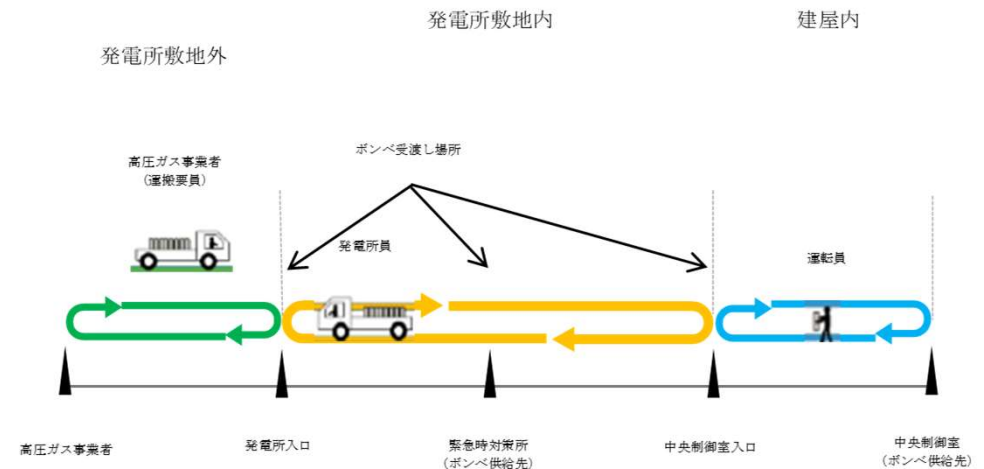 発電所敷地内
建屋内
発電所敷地外
ボンベ受渡し場所
高圧ガス事業者
(運搬要員)
発電所員
運転員
高圧ガス事業者
発電所入口
緊急時対策所
(ボンベ供給先)
中央制御室入口
中央制御室
(ボンベ供給先)